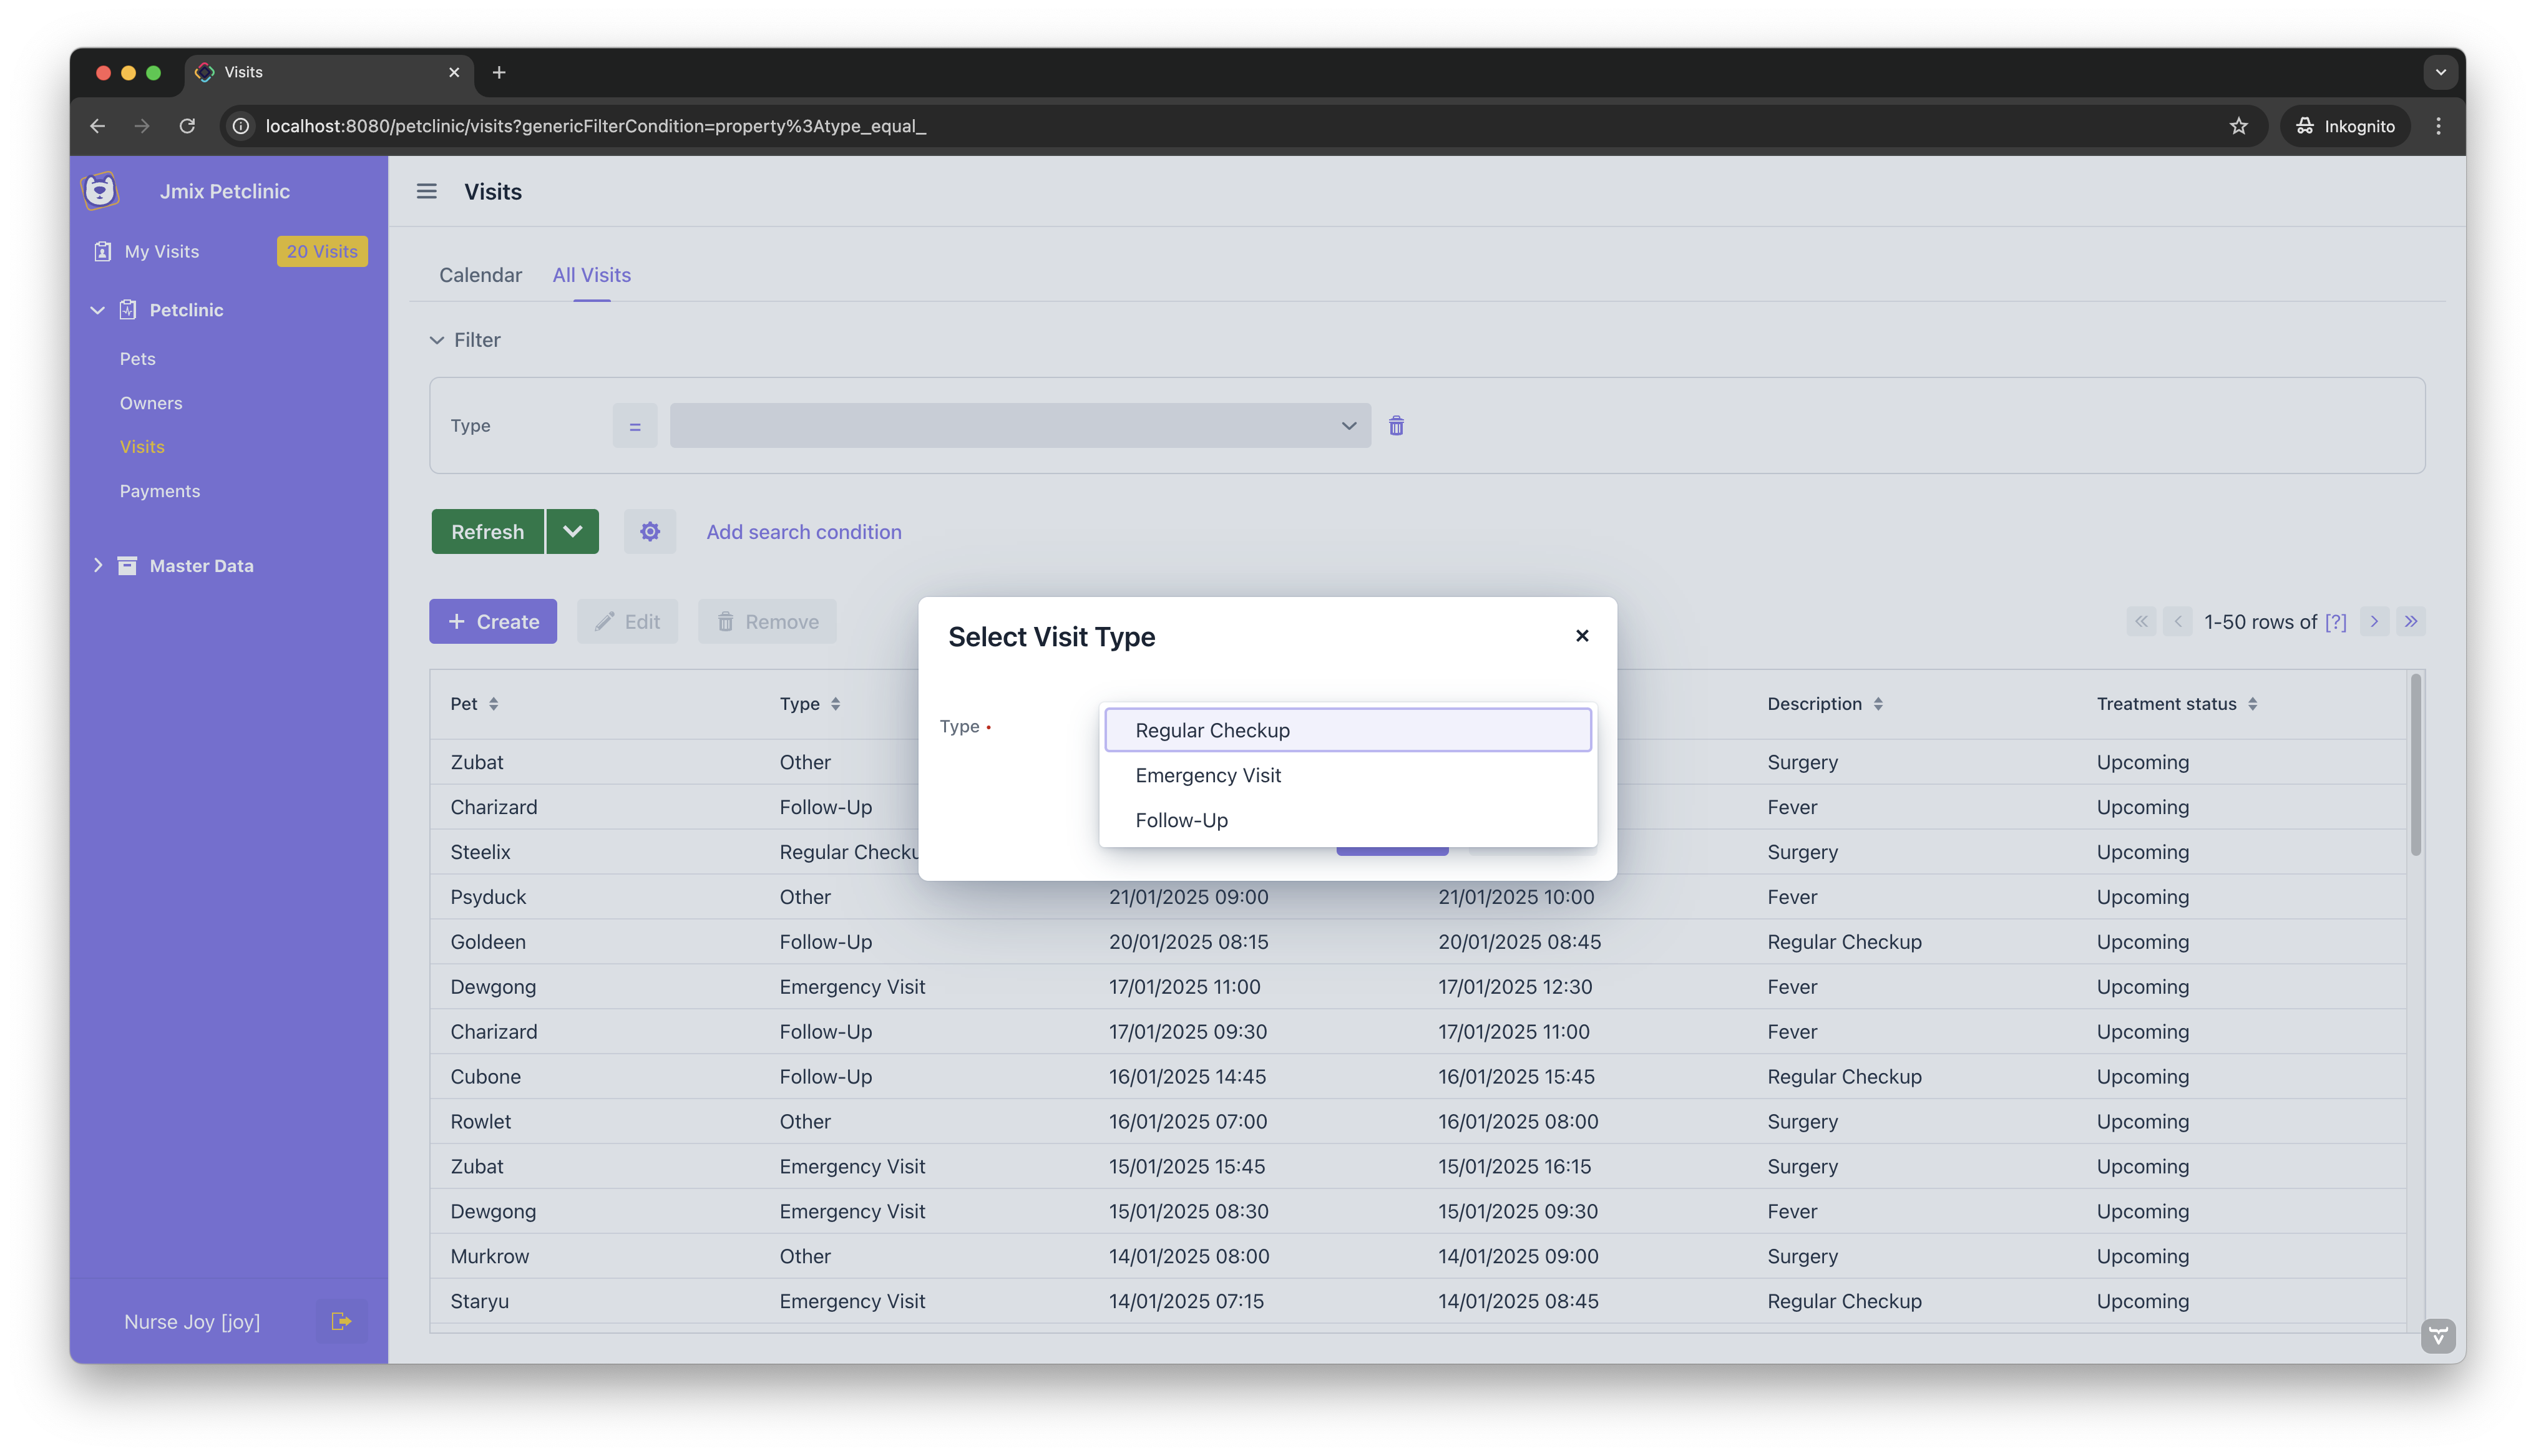 Visits
localhost:8080/petclinic/visits?genericFilterCondition=property%3Atype_equal_
Inkognito
Jmix Petclinic
Visits
My Visits
20 Visits
Calendar
All Visits
Petclinic
Filter
Pets
Owners
Type
=
Visits
Payments
Refresh
Add search condition
Master Data
Create
Edit
Remove
1-50 rows of [?]
Select Visit Type
Type •
Regular Checkup
Emergency Visit
Follow-Up
Pet Type Description Treatment status
Zubat Other Surgery Upcoming
Charizard Follow-Up Fever Upcoming
Steelix Regular Checku Surgery Upcoming
Psyduck Other 21/01/2025 09:00 21/01/2025 10:00 Fever Upcoming
Goldeen Follow-Up 20/01/2025 08:15 20/01/2025 08:45 Regular Checkup Upcoming
Dewgong Emergency Visit 17/01/2025 11:00 17/01/2025 12:30 Fever Upcoming
Charizard Follow-Up 17/01/2025 09:30 17/01/2025 11:00 Fever Upcoming
Cubone Follow-Up 16/01/2025 14:45 16/01/2025 15:45 Regular Checkup Upcoming
Rowlet Other 16/01/2025 07:00 16/01/2025 08:00 Surgery Upcoming
Zubat Emergency Visit 15/01/2025 15:45 15/01/2025 16:15 Surgery Upcoming
Dewgong Emergency Visit 15/01/2025 08:30 15/01/2025 09:30 Fever Upcoming
Murkrow Other 14/01/2025 08:00 14/01/2025 09:00 Surgery Upcoming
Staryu Emergency Visit 14/01/2025 07:15 14/01/2025 08:45 Regular Checkup Upcoming
Nurse Joy [joy]